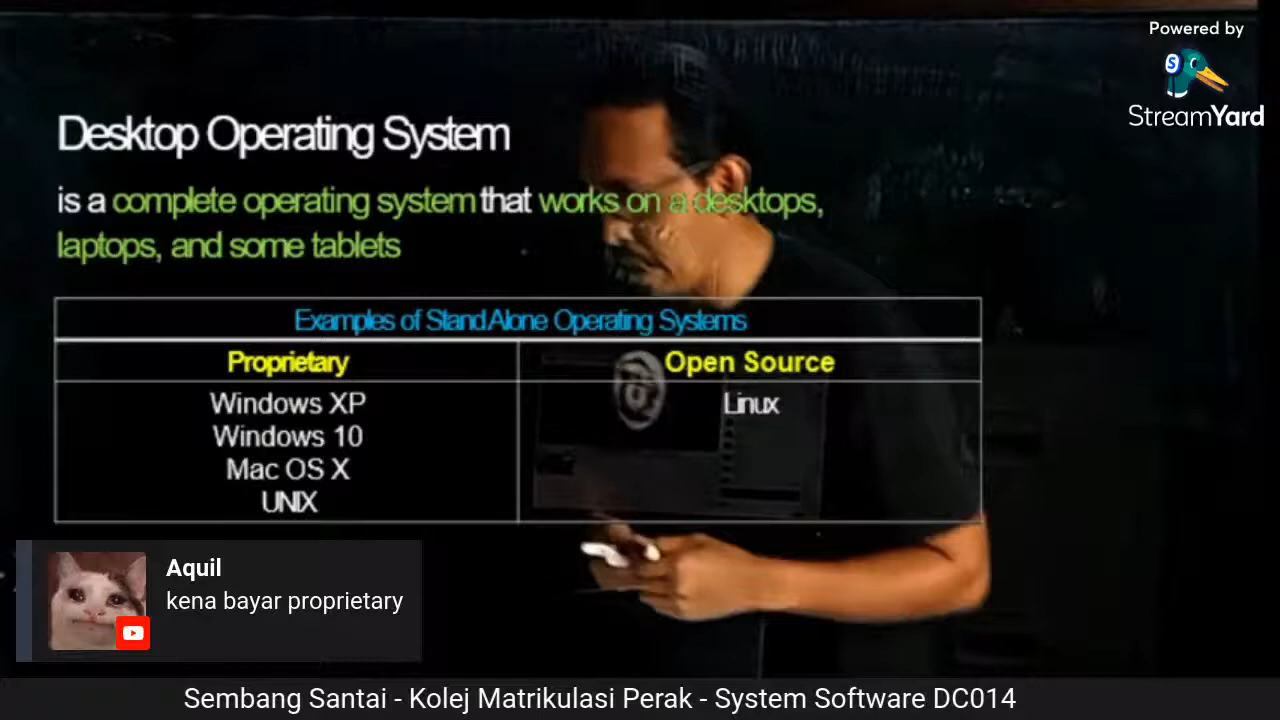 Powered by
StreamYard
Desktop Operating System
is a complete operating system that works on a desktops,
laptops, and some tablets
Examples of Stand Alone Operating Systems
Proprietary
Open Source
Windows XP
Linux
Windows 10
Mac OS X
UNIX
Aquil
kena bayar proprietary
Sembang Santai - Kolej Matrikulasi Perak - System Software DC014